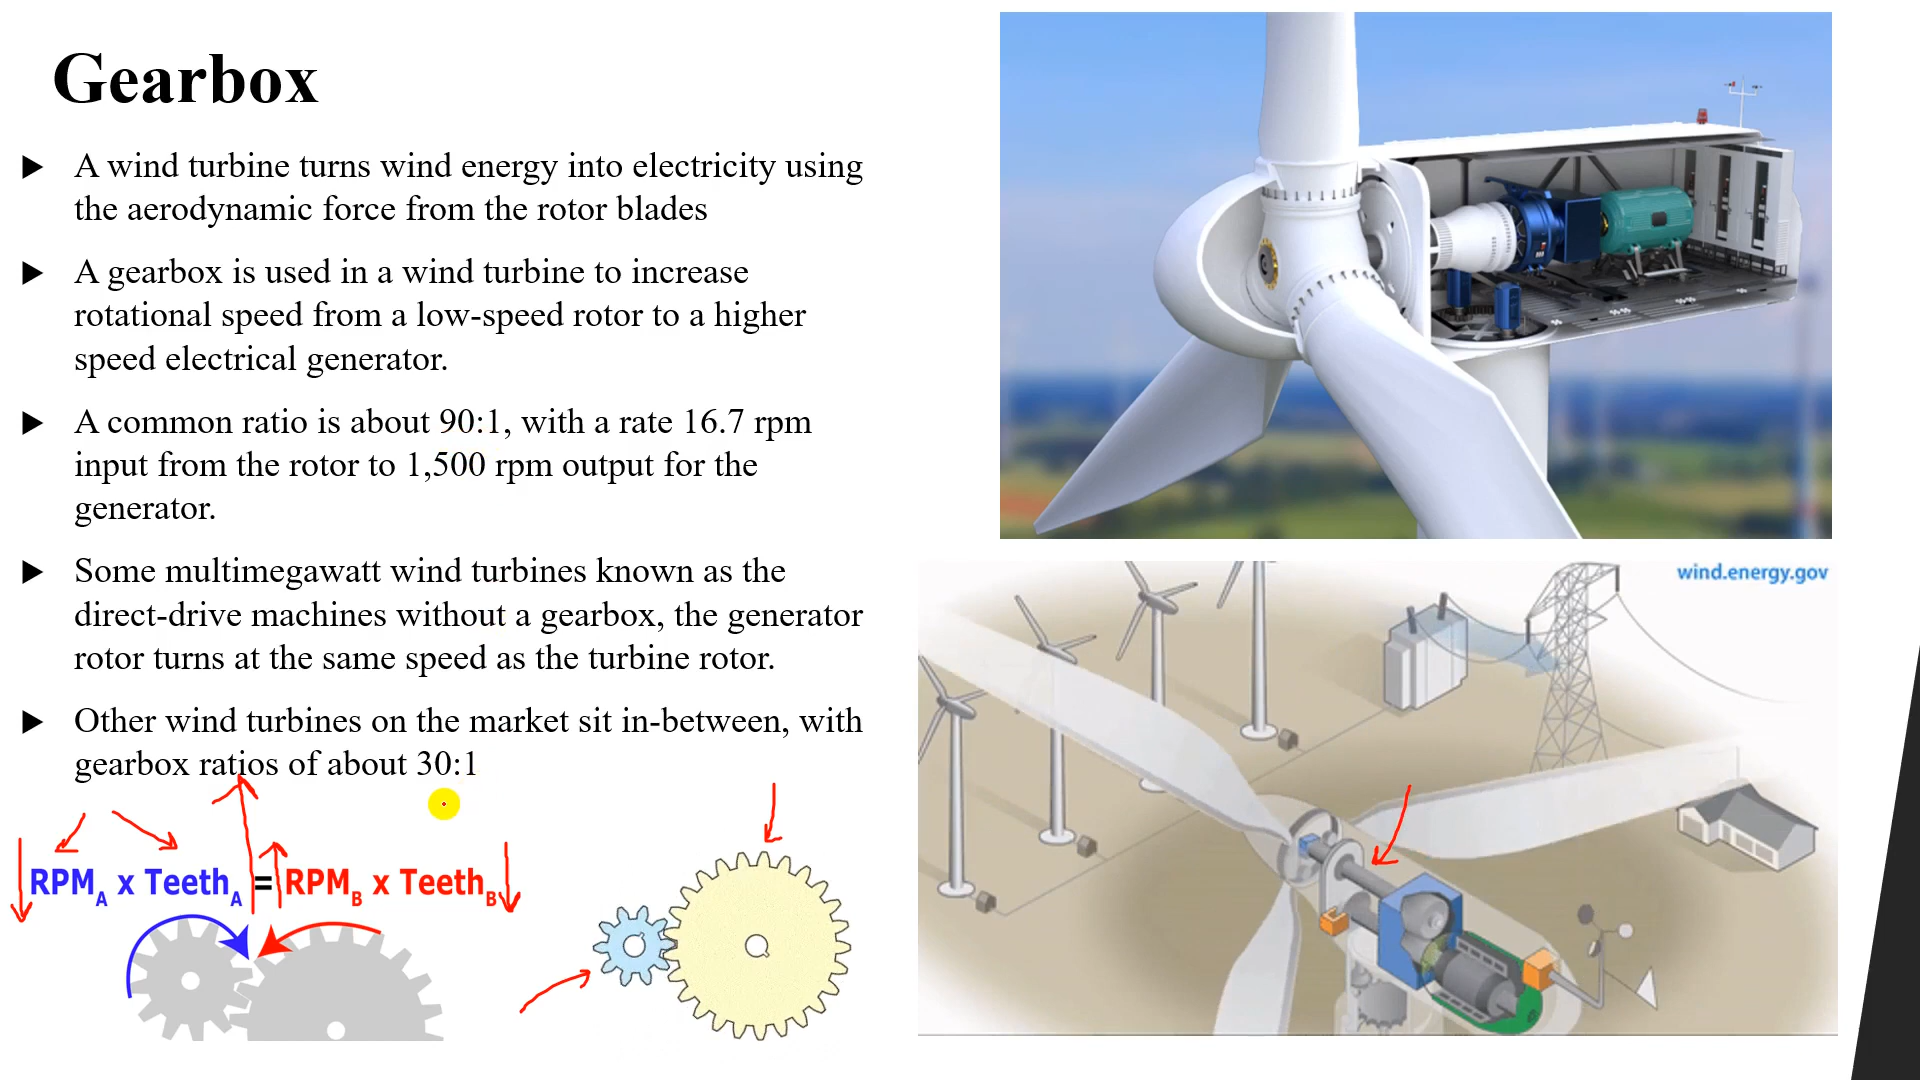 Gearbox
A wind turbine turns wind energy into electricity using
the aerodynamic force from the rotor blades
A gearbox is used in a wind turbine to increase
rotational speed from a low-speed rotor to a higher
speed electrical generator.
A common ratio is about 90:1, with a rate 16.7 rpm
input from the rotor to 1,500 rpm output for the
generator.
Some multimegawatt wind turbines known as the
direct-drive machines without a gearbox, the generator
rotor turns at the same speed as the turbine rotor.
Other wind turbines on the market sit in-between, with
gearbox ratios of about 30:1
RPMA x TeethA = RPMB x TeethB
wind.energy.gov